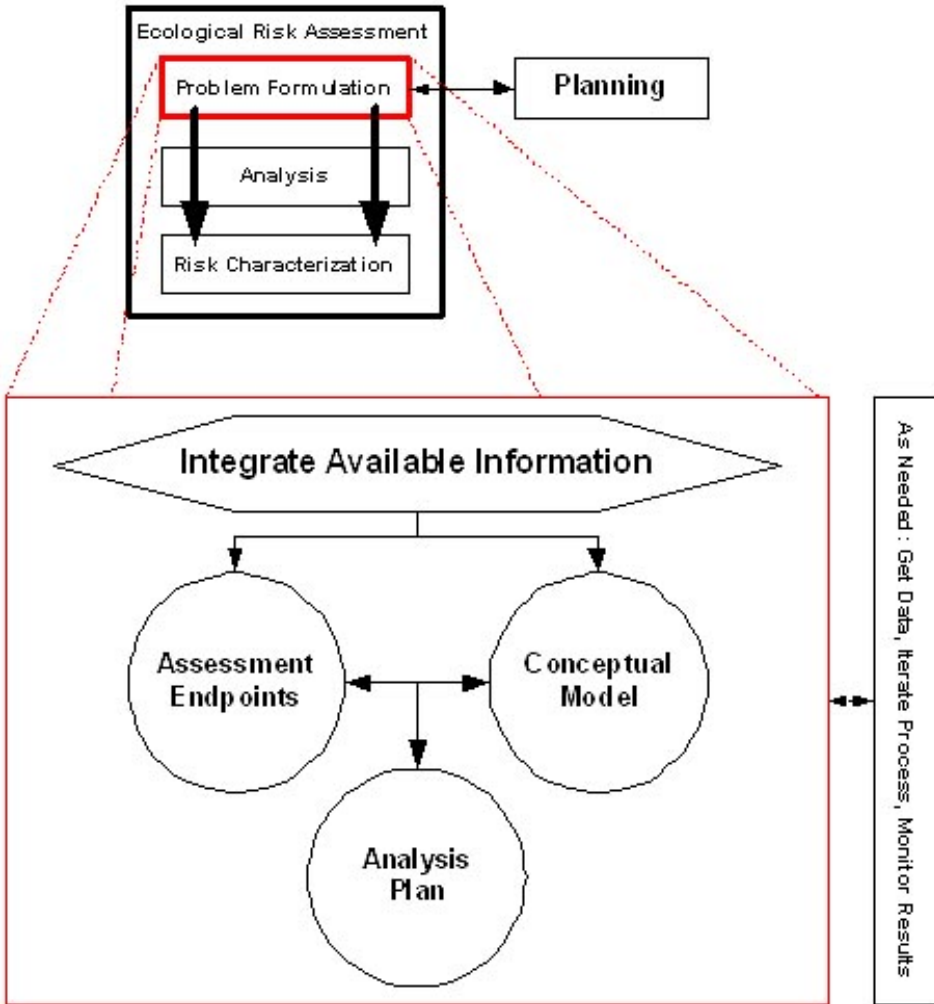 Ecological Risk Assessment
Problem Formulation
Planning
Analysis
Risk Characterization
Integrate Available Information
Assessment
Endpoints
Conceptual
Model
Analysis
Plan
As Needed : Get Data, Iterate Process, Monitor Results